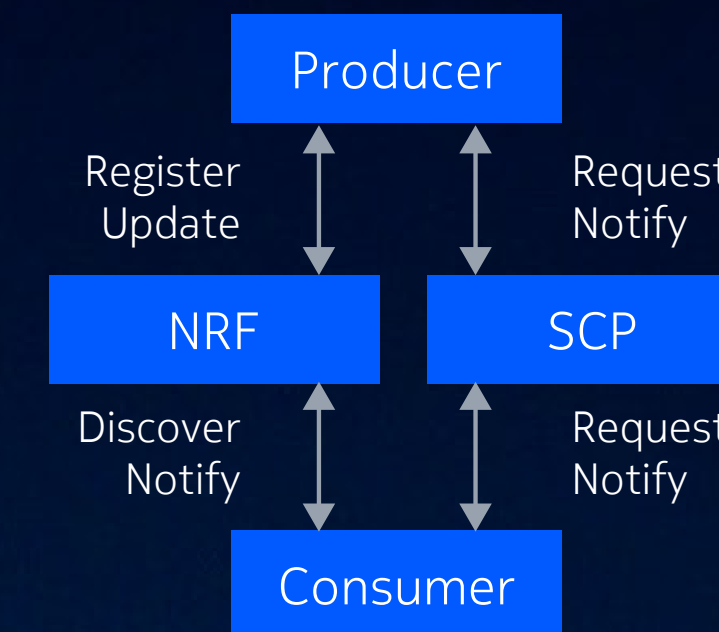 Producer
Register
Update
Request
Notify
NRF
SCP
Discover
Notify
Request
Notify
Consumer